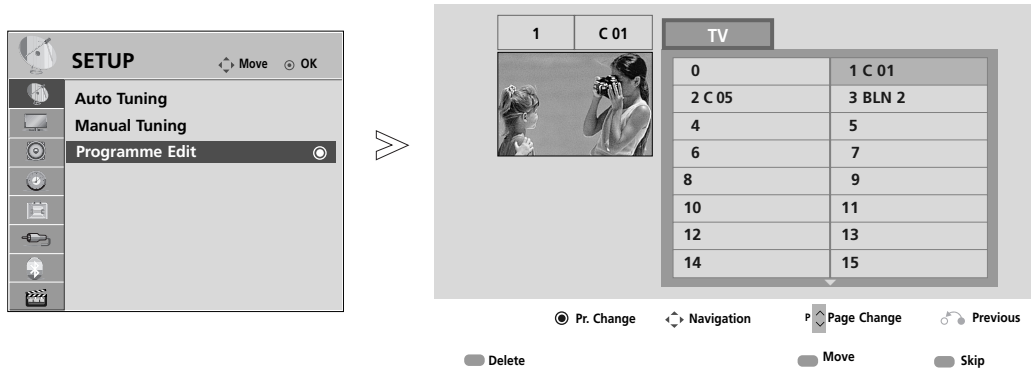 SETUP
Move
OK
Auto Tuning
Manual Tuning
Programme Edit
1 C 01
TV
0 1 C 01
2 C 05 3 BLN 2
4 5
6 7
8 9
10 11
12 13
14 15
Pr. Change Navigation P Page Change Previous
Delete Move Skip